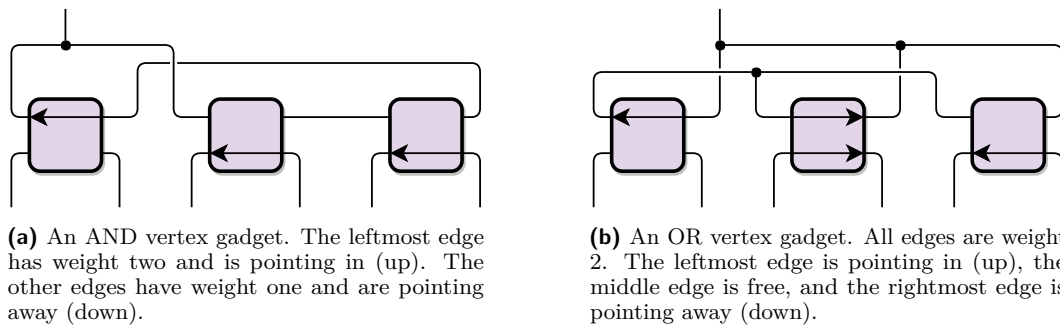 (a) An AND vertex gadget. The leftmost edge
has weight two and is pointing in (up). The
other edges have weight one and are pointing
away (down).
(b) An OR vertex gadget. All edges are weight
2. The leftmost edge is pointing in (up), the
middle edge is free, and the rightmost edge is
pointing away (down).